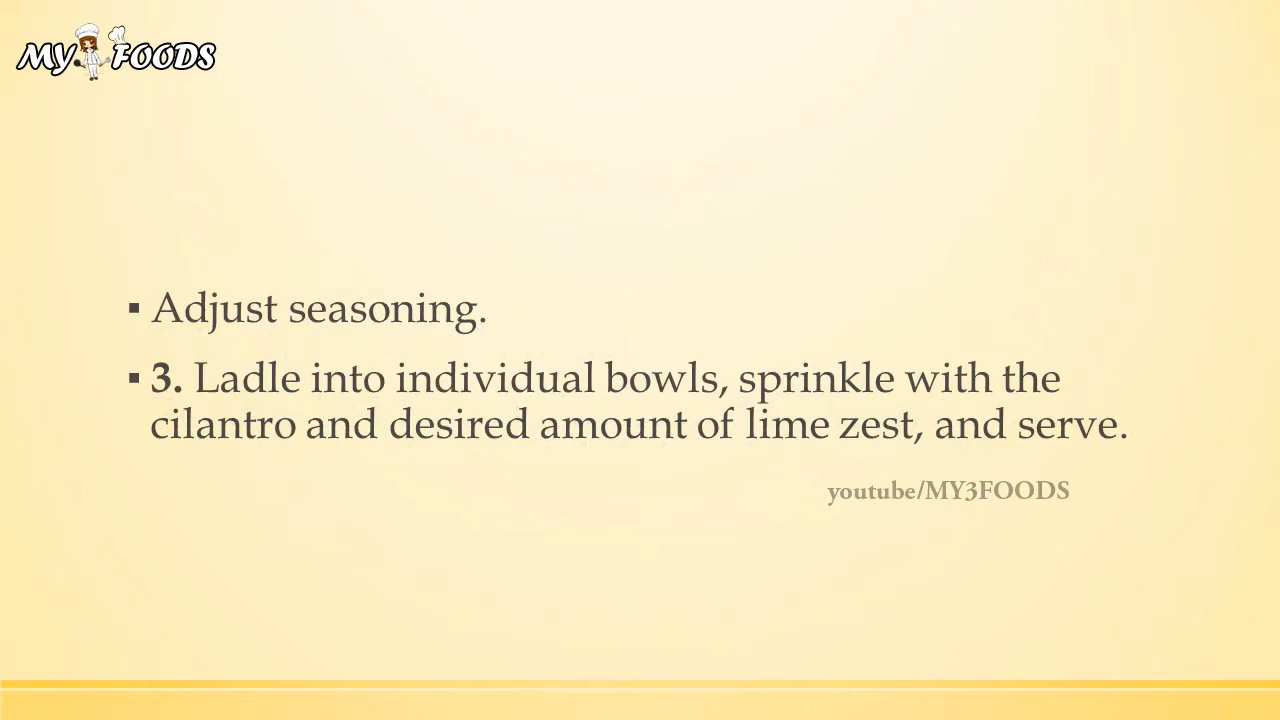 MY FOODS
▪ Adjust seasoning.
▪ 3. Ladle into individual bowls, sprinkle with the
cilantro and desired amount of lime zest, and serve.
youtube/MY3FOODS